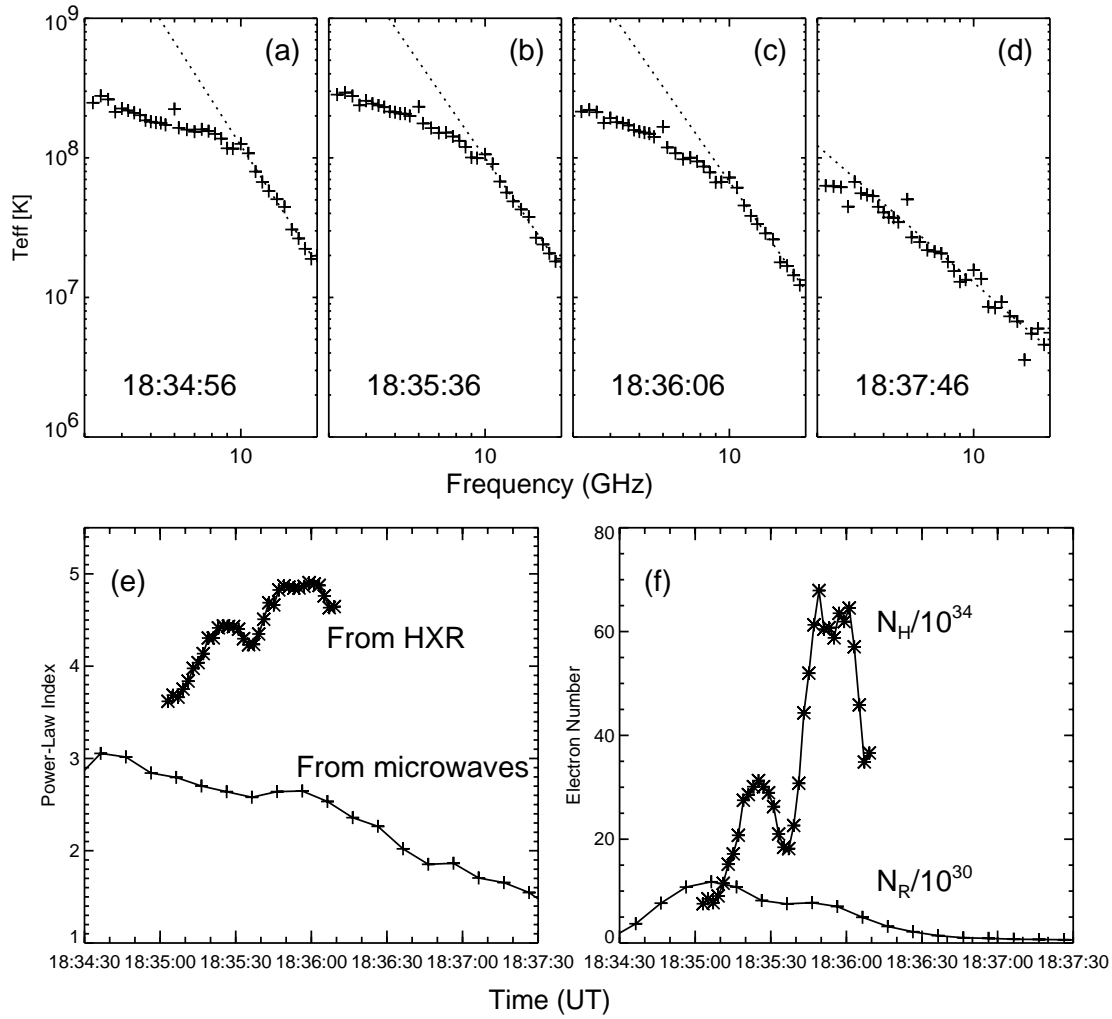 10^9
10^8
10^7
10^6
Teff [K]
(a)
(b)
(c)
(d)
18:34:56
18:35:36
18:36:06
18:37:46
10
10
10
10
Frequency (GHz)
5
4
3
2
1
Power-Law Index
(e)
From HXR
From microwaves
18:34:30 18:35:00 18:35:30 18:36:00 18:36:30 18:37:00 18:37:30
80
60
40
20
0
Electron Number
(f)
N_H/10^34
N_R/10^30
18:34:30 18:35:00 18:35:30 18:36:00 18:36:30 18:37:00 18:37:30
Time (UT)